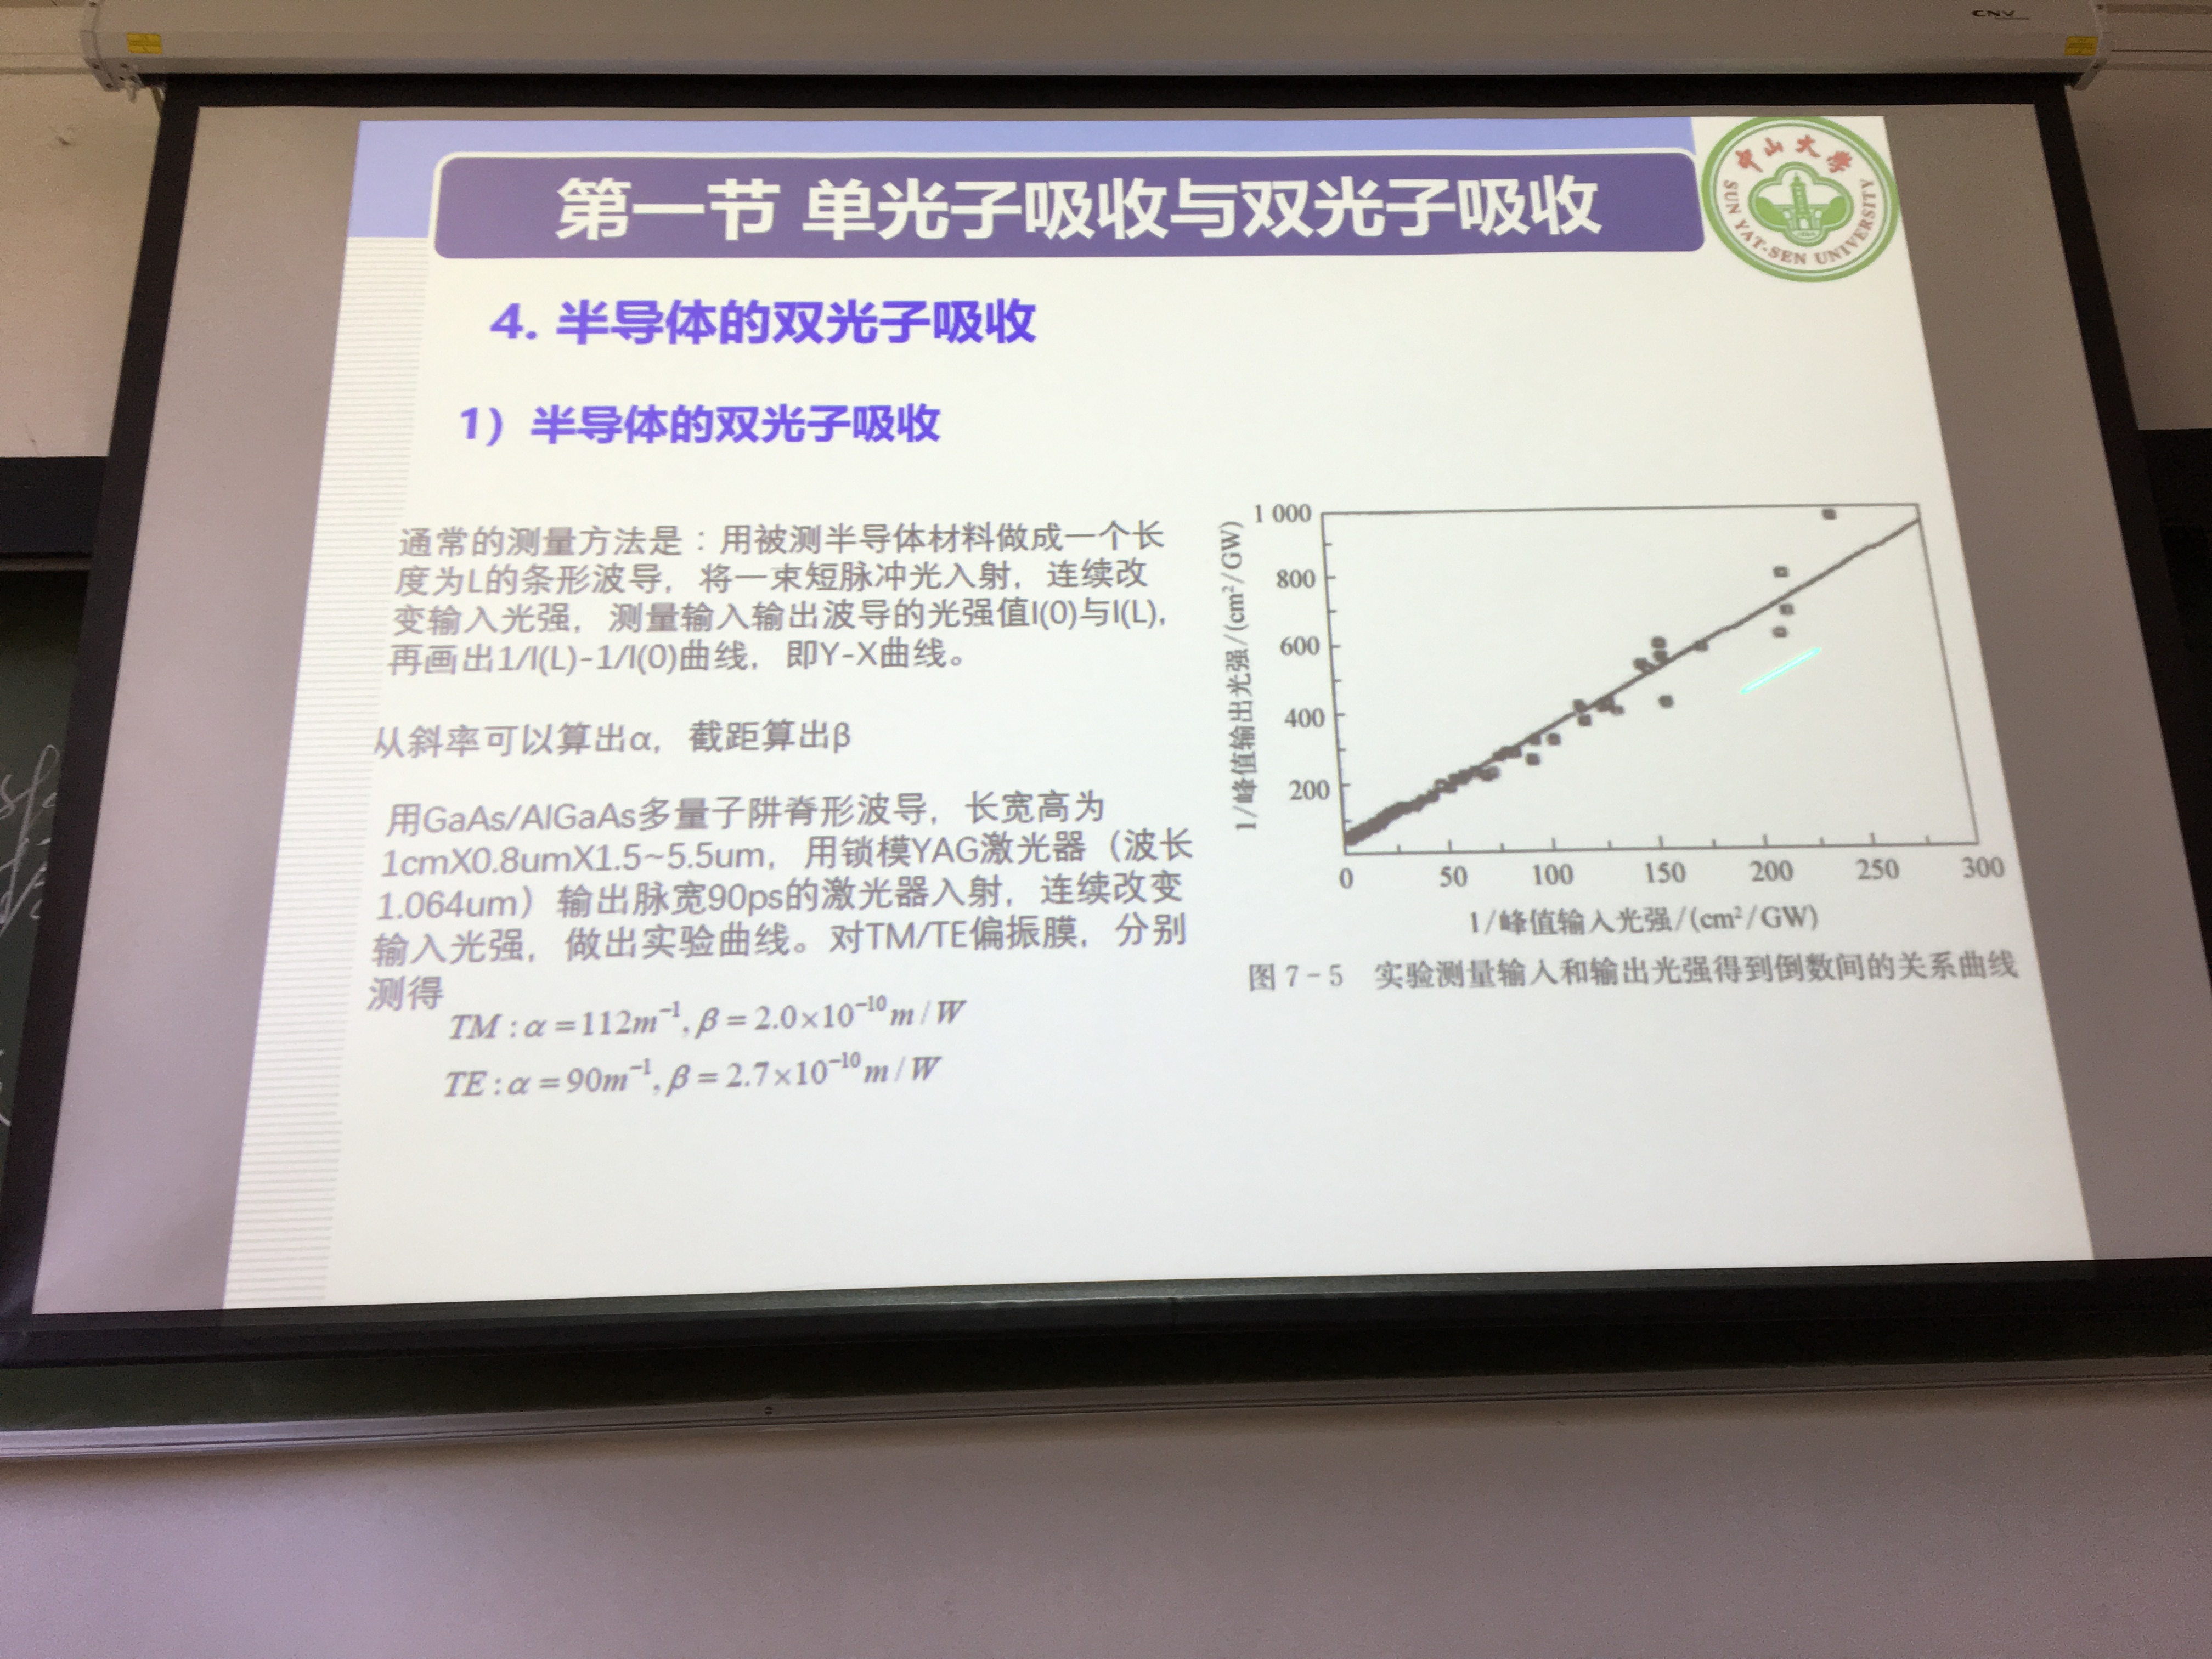 CNV
第一节 单光子吸收与双光子吸收
中山大学
SUN YAT-SEN UNIVERSITY
4. 半导体的双光子吸收
1）半导体的双光子吸收
通常的测量方法是：用被测半导体材料做成一个长
度为L的条形波导，将一束短脉冲光入射，连续改
变输入光强，测量输入输出波导的光强值I(0)与I(L),
再画出1/I(L)-1/I(0)曲线，即Y-X曲线。
从斜率可以算出α，截距算出β
用GaAs/AlGaAs多量子阱脊形波导，长宽高为
1cmX0.8umX1.5~5.5um，用锁模YAG激光器（波长
1.064um）输出脉宽90ps的激光器入射，连续改变
输入光强，做出实验曲线。对TM/TE偏振膜，分别
测得
TM : α = 112m⁻¹, β = 2.0×10⁻¹⁰ m / W
TE : α = 90m⁻¹, β = 2.7×10⁻¹⁰ m / W
1/峰值输出光强/(cm²/GW)
1 000
800
600
400
200
0 50 100 150 200 250 300
1/峰值输入光强/(cm²/GW)
图 7-5 实验测量输入和输出光强得到倒数间的关系曲线